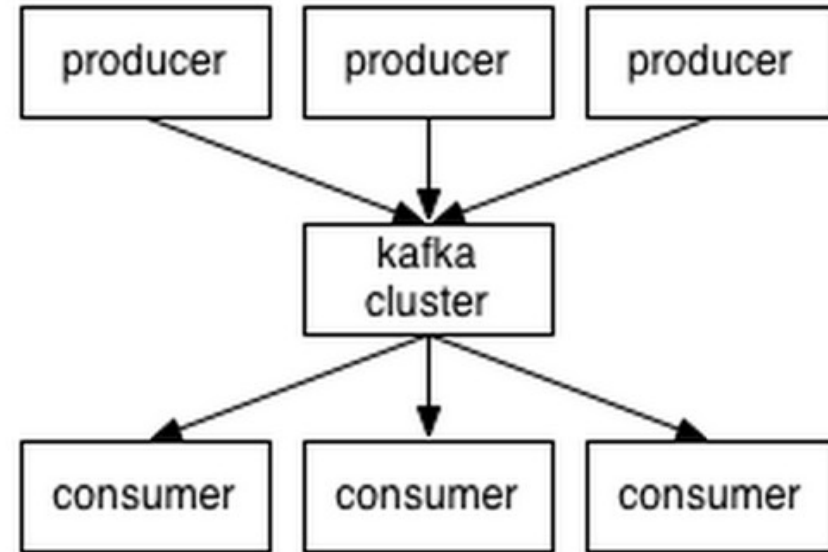 producer
producer
producer
kafka
cluster
consumer
consumer
consumer